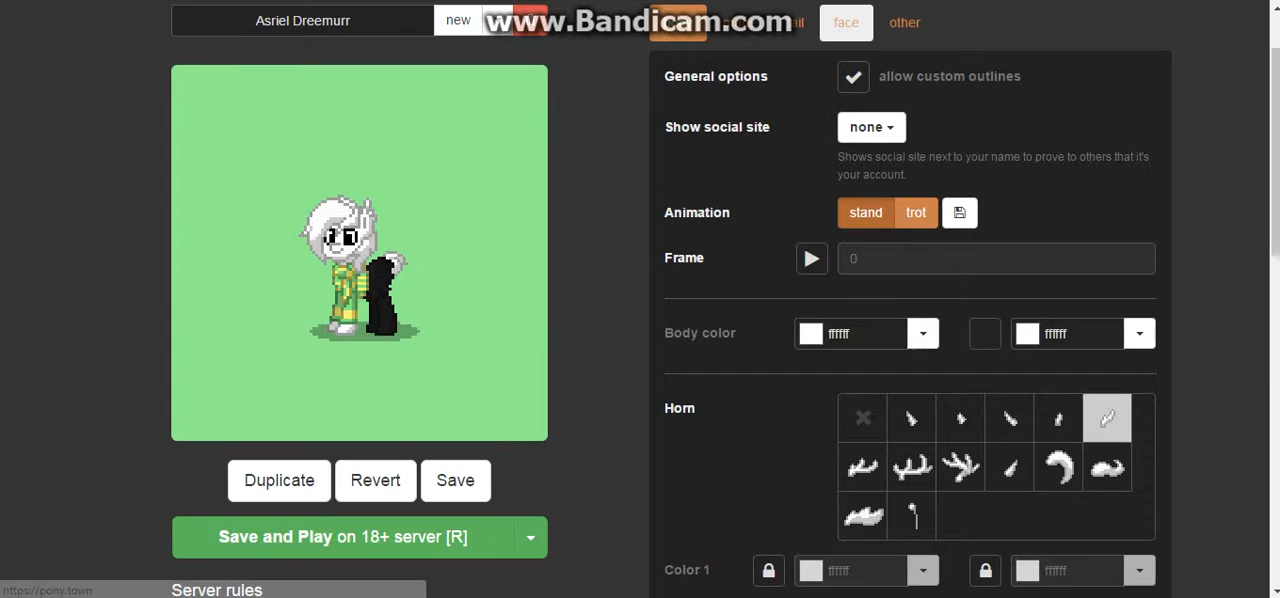 Asriel Dreemurr
new
www.Bandicam.com
face
other
General options
allow custom outlines
Show social site
none
Shows social site next to your name to prove to others that it's
your account.
Animation
stand
trot
Frame
0
Body color
ffffff
ffffff
Horn
Duplicate
Revert
Save
Save and Play on 18+ server [R]
Color 1
ffffff
ffffff
https://pony.town
Server rules